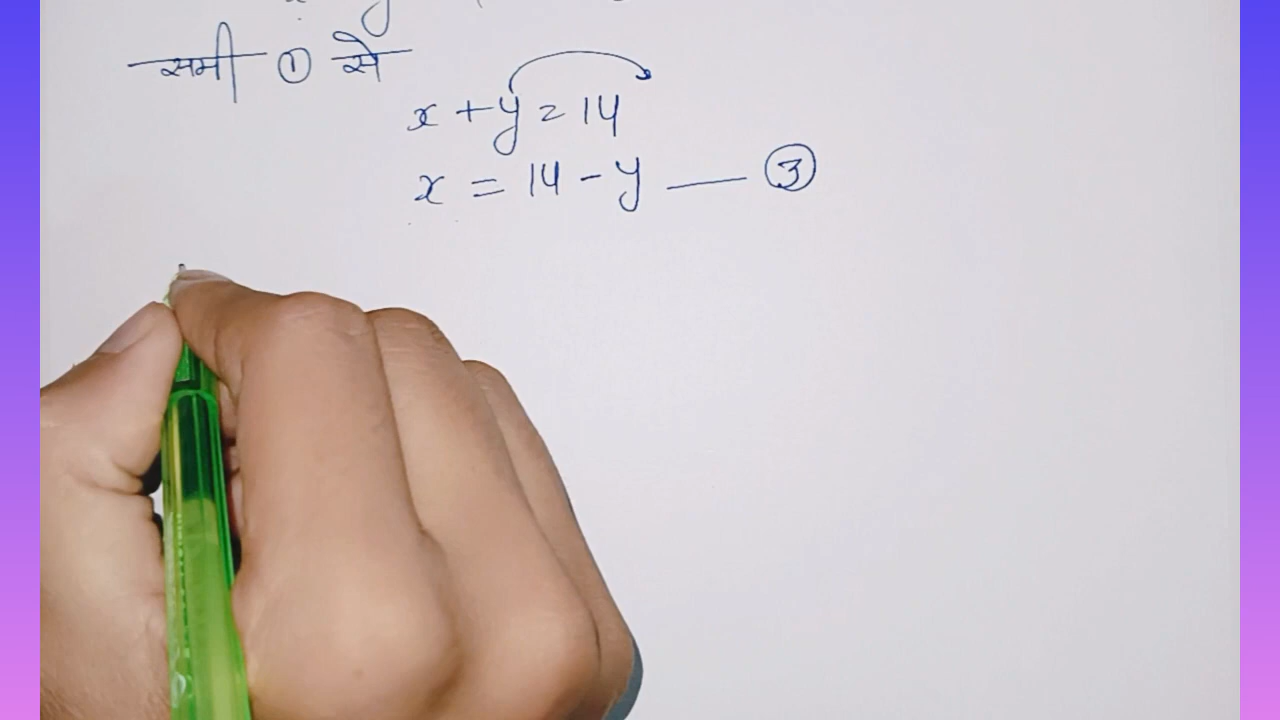 समी ① से
x + y = 14
x = 14 - y — ③